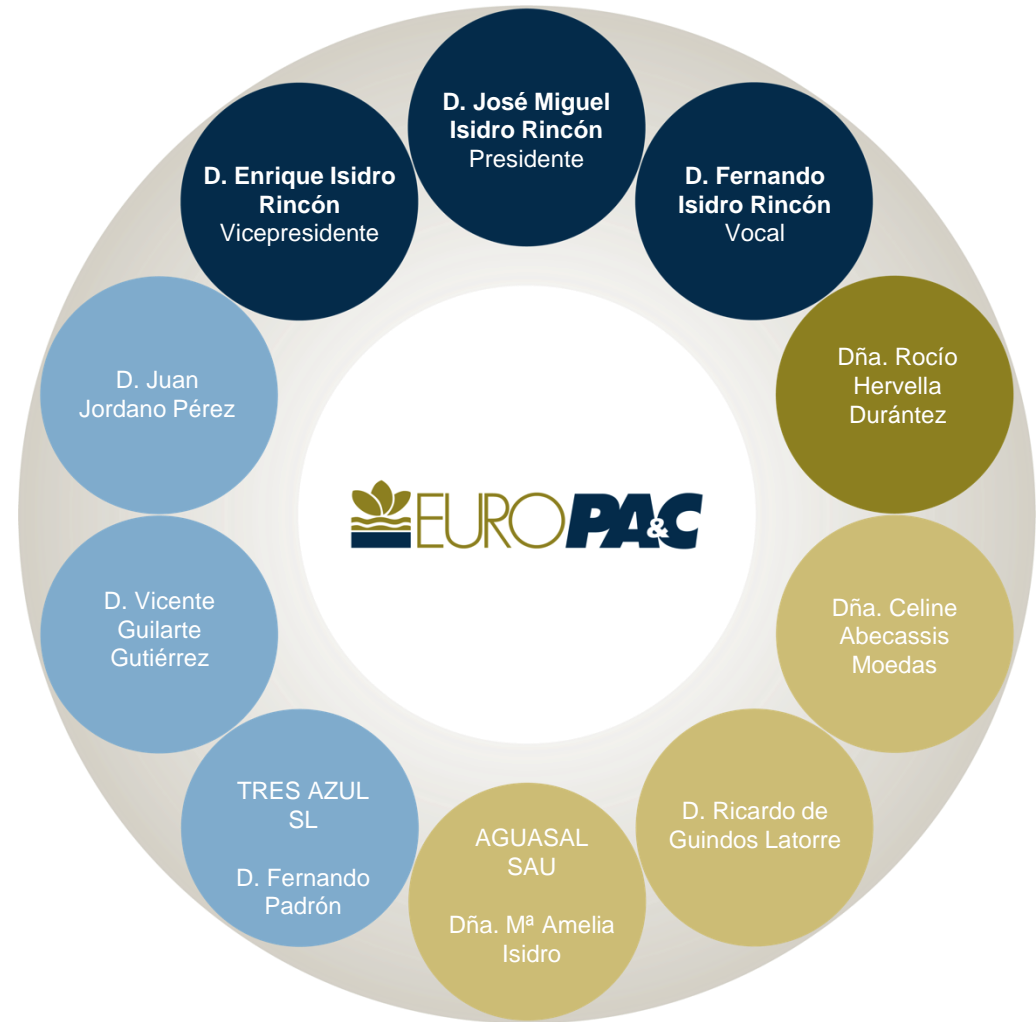 D. José Miguel
Isidro Rincón
Presidente
D. Enrique Isidro
Rincón
Vicepresidente
D. Fernando
Isidro Rincón
Vocal
D. Juan
Jordano Pérez
Dña. Rocío
Hervella
Durántez
EUROPA&C
D. Vicente
Guilarte
Gutiérrez
Dña. Celine
Abecassis
Moedas
TRES AZUL
SL
D. Fernando
Padrón
AGUASAL
SAU
Dña. Mª Amelia
Isidro
D. Ricardo de
Guindos Latorre